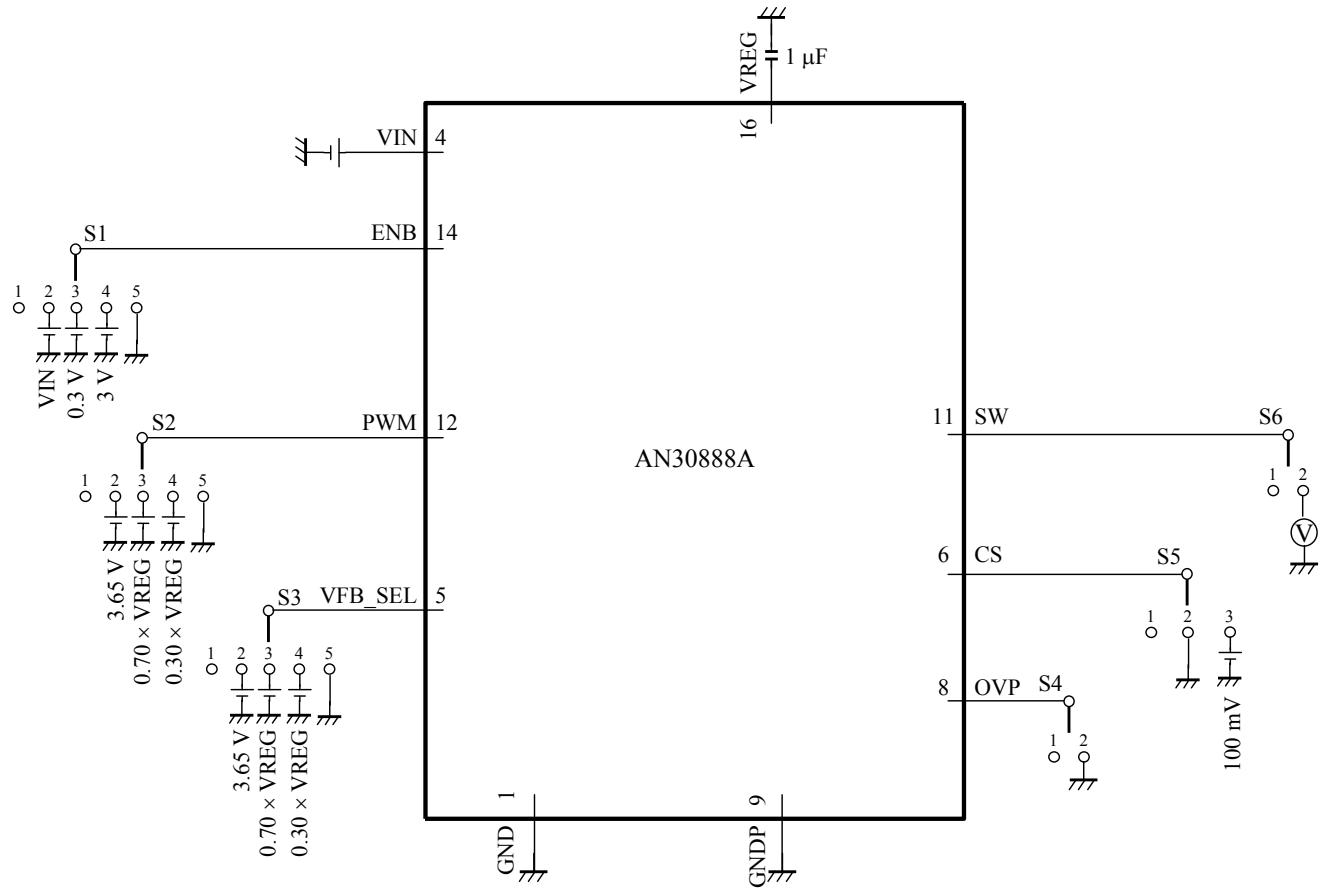 VREG
1 µF
16
VIN 4
S1 ENB 14
1 2 3 4 5
VIN
0.3 V
3 V
S2 PWM 12
1 2 3 4 5
3.65 V
0.70 × VREG
0.30 × VREG
S3 VFB_SEL 5
1 2 3 4 5
3.65 V
0.70 × VREG
0.30 × VREG
AN30888A
11 SW S6
1 2
V
6 CS S5
1 2 3
100 mV
8 OVP S4
1 2
1
GND
9
GNDP